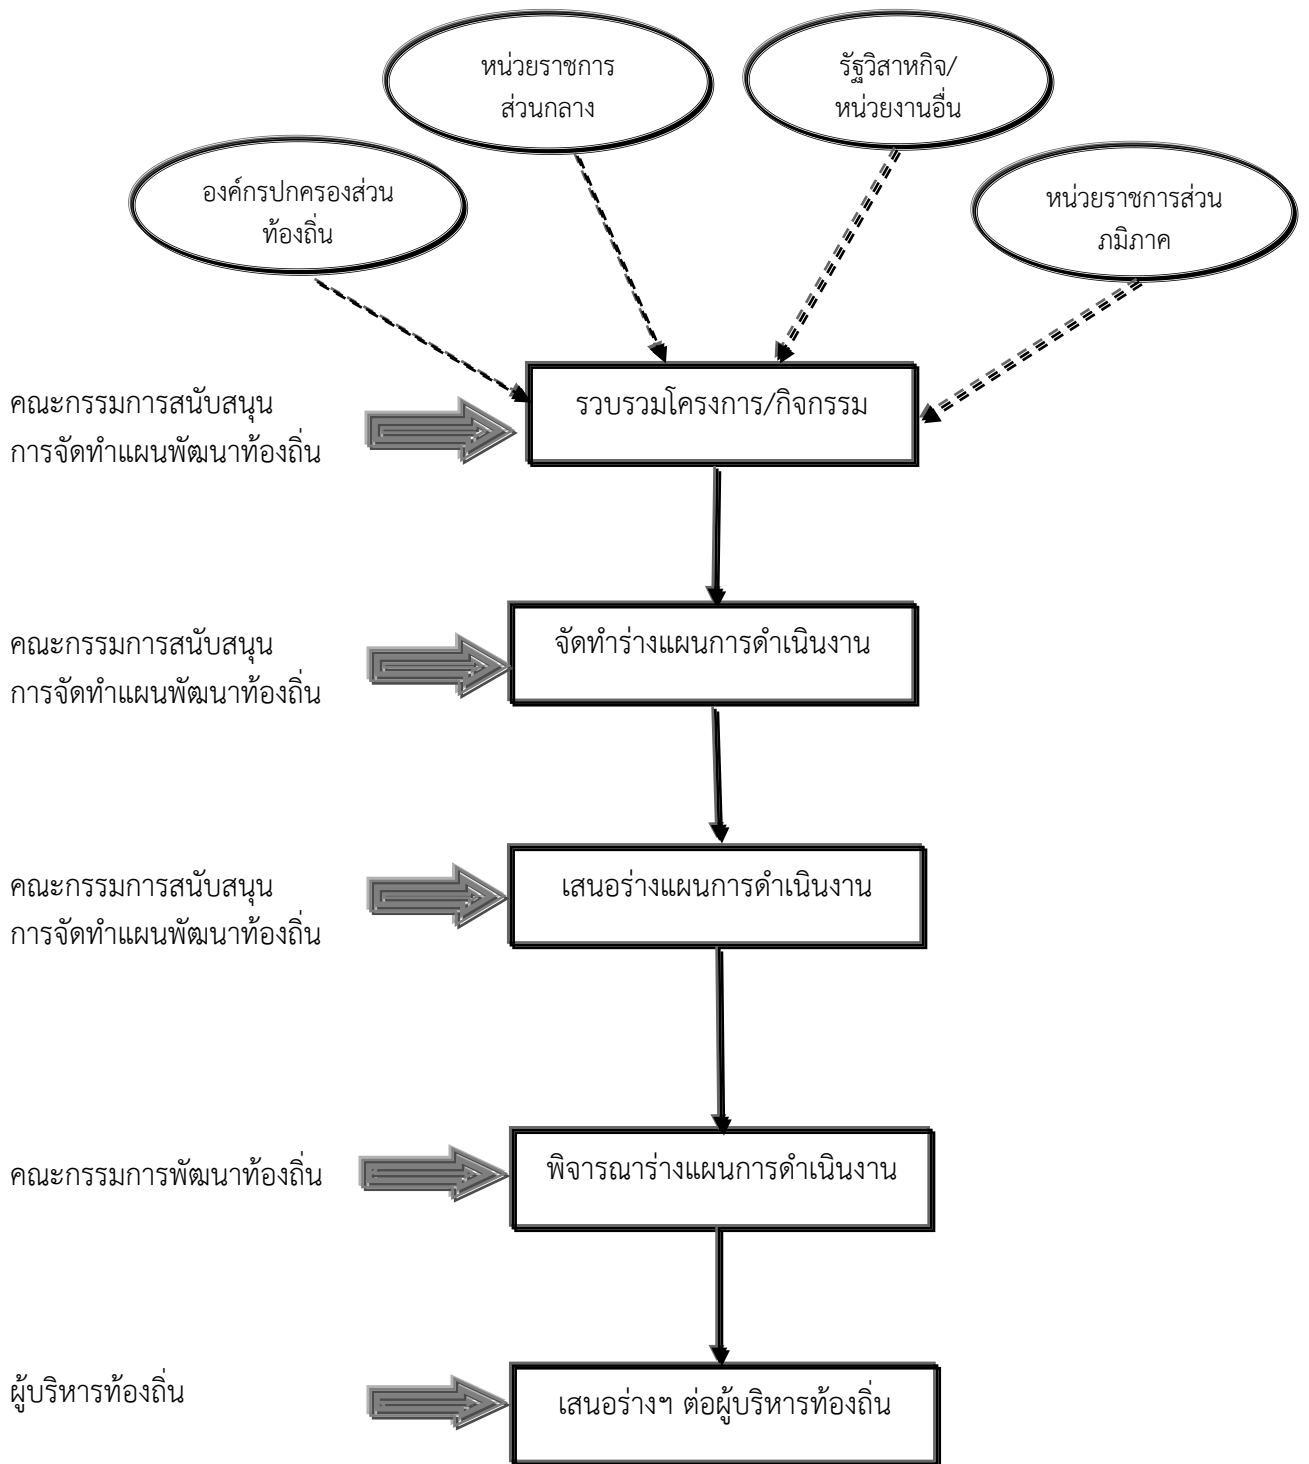 หน่วยราชการ
ส่วนกลาง
รัฐวิสาหกิจ/
หน่วยงานอื่น
องค์กรปกครองส่วน
ท้องถิ่น
หน่วยราชการส่วน
ภมิภาค
คณะกรรมการสนับสนุน
การจัดทำแผนพัฒนาท้องถิ่น
รวบรวมโครงการ/กิจกรรม
คณะกรรมการสนับสนุน
การจัดทำแผนพัฒนาท้องถิ่น
จัดทำร่างแผนการดำเนินงาน
คณะกรรมการสนับสนุน
การจัดทำแผนพัฒนาท้องถิ่น
เสนอร่างแผนการดำเนินงาน
คณะกรรมการพัฒนาท้องถิ่น
พิจารณาร่างแผนการดำเนินงาน
ผู้บริหารท้องถิ่น
เสนอร่างฯ ต่อผู้บริหารท้องถิ่น